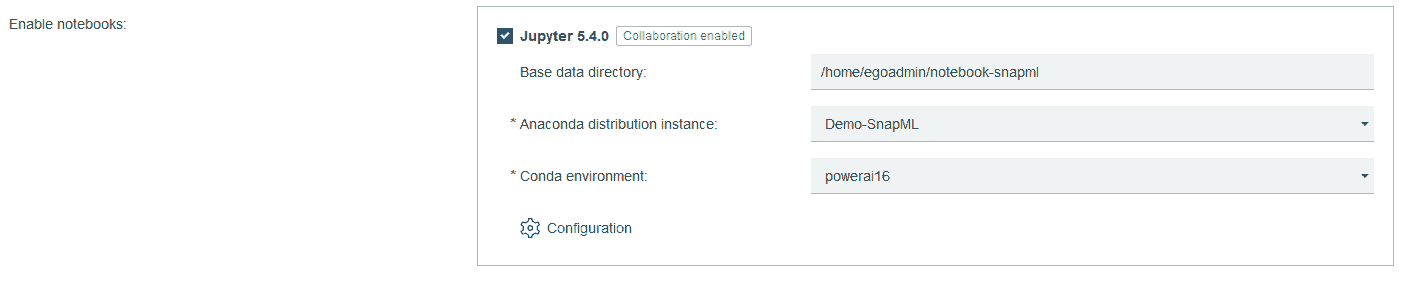 Enable notebooks:
Jupyter 5.4.0 Collaboration enabled
Base data directory: /home/egoadmin/notebook-snapml
* Anaconda distribution instance: Demo-SnapML
* Conda environment: powerai16
Configuration